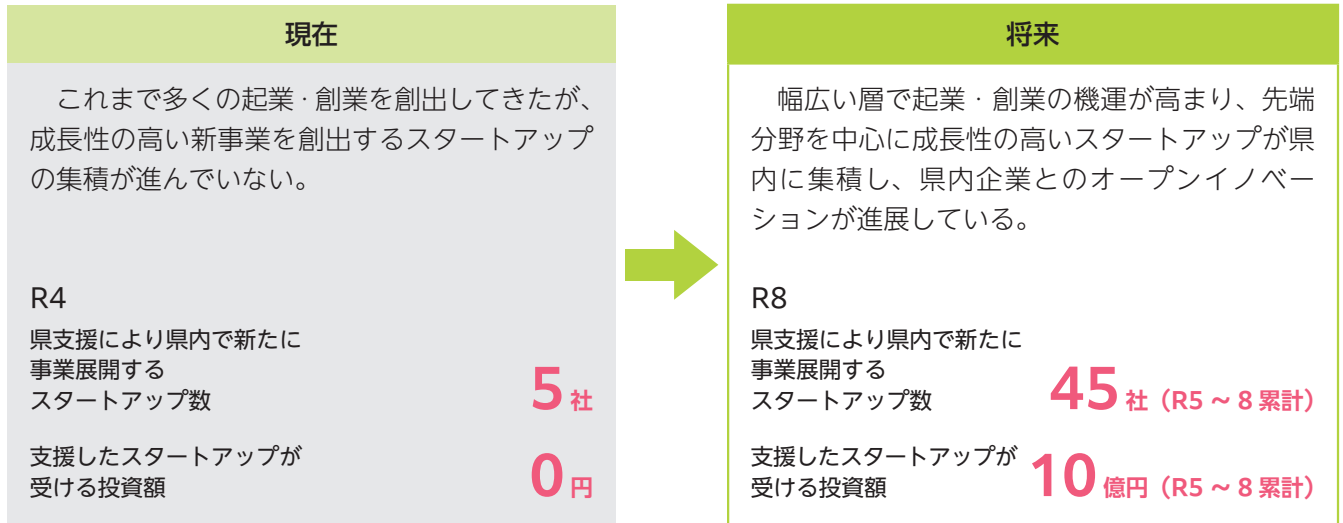 現在
これまで多くの起業・創業を創出してきたが、
成長性の高い新事業を創出するスタートアップ
の集積が進んでいない。
R4
県支援により県内で新たに
事業展開する
スタートアップ数
5社
支援したスタートアップが
受ける投資額
0円
将来
幅広い層で起業・創業の機運が高まり、先端
分野を中心に成長性の高いスタートアップが県
内に集積し、県内企業とのオープンイノベー
ションが進展している。
R8
県支援により県内で新たに
事業展開する
スタートアップ数
45社（R5～8累計）
支援したスタートアップが
受ける投資額
10億円（R5～8累計）